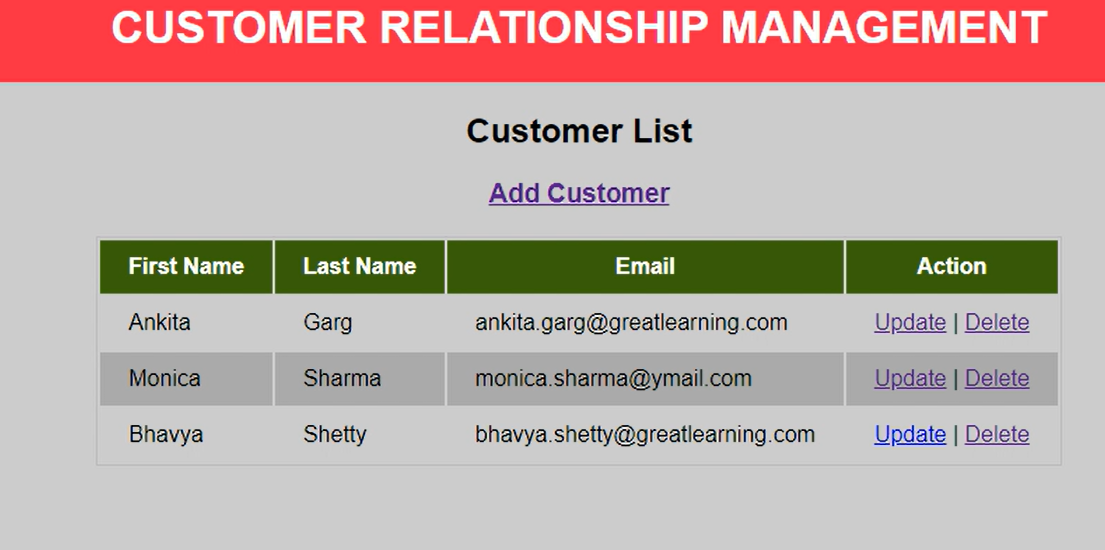 CUSTOMER RELATIONSHIP MANAGEMENT
Customer List
Add Customer
First Name Last Name Email Action
Ankita Garg ankita.garg@greatlearning.com Update | Delete
Monica Sharma monica.sharma@ymail.com Update | Delete
Bhavya Shetty bhavya.shetty@greatlearning.com Update | Delete